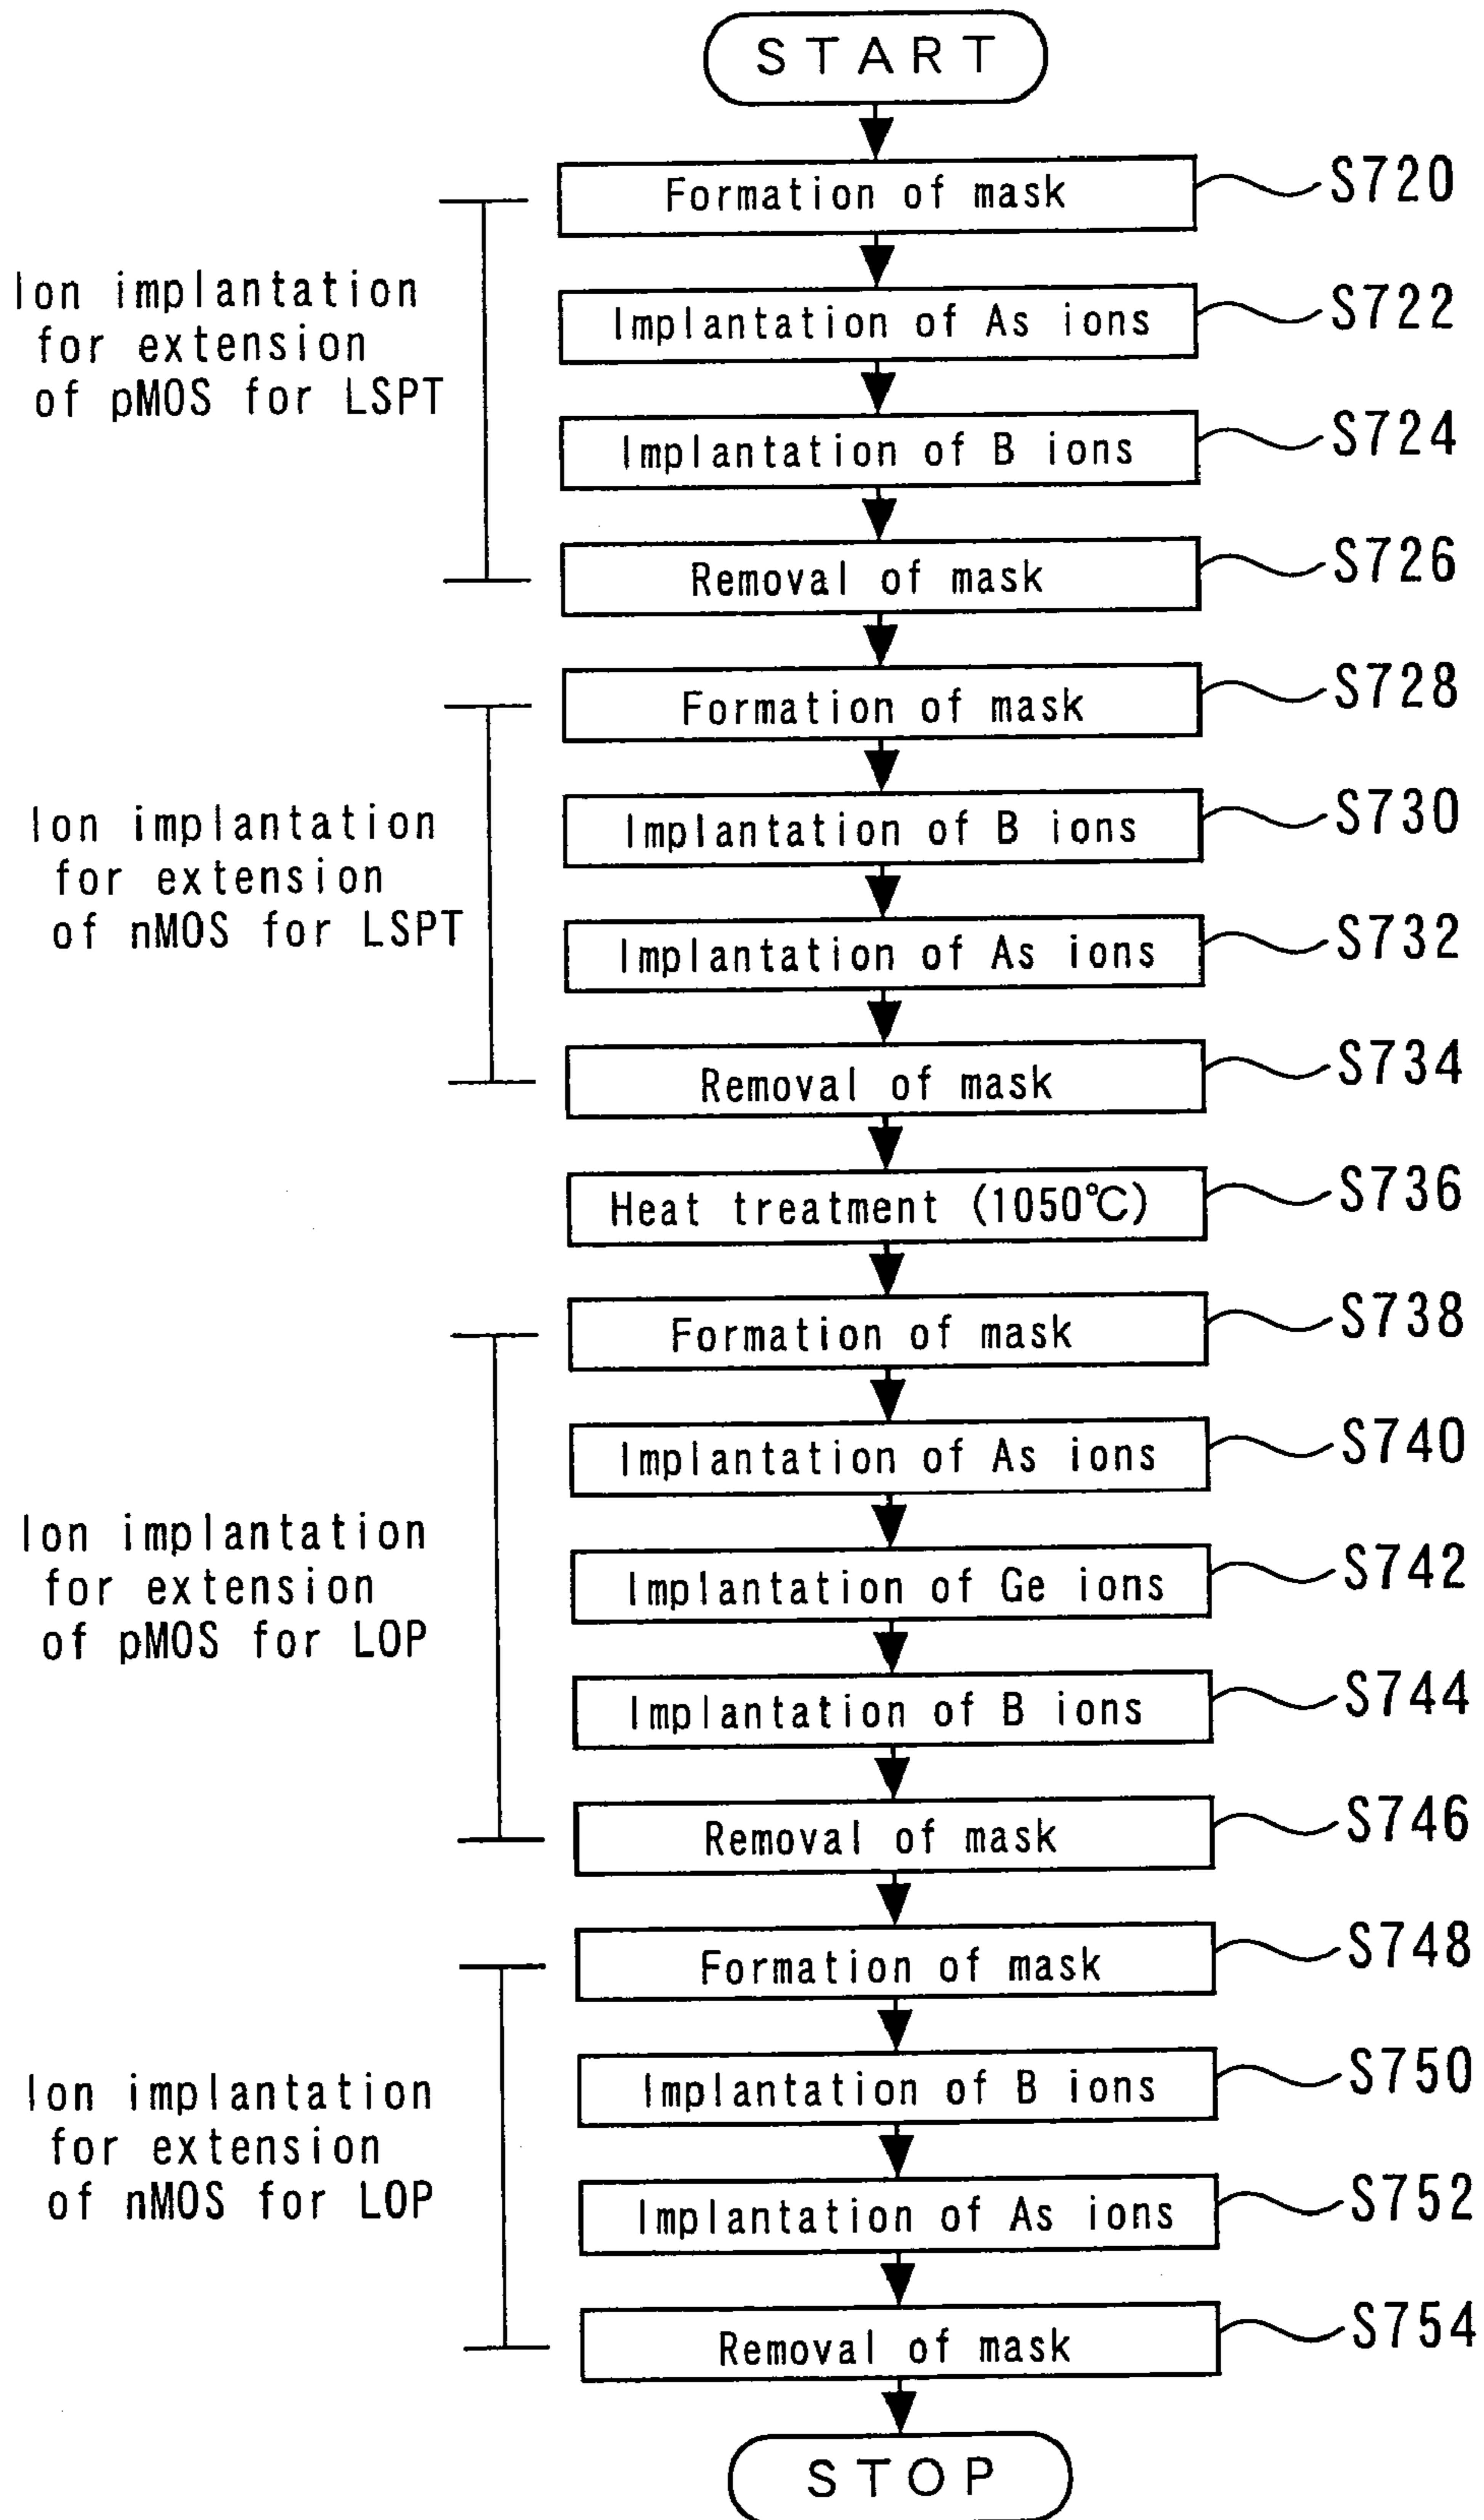 START
Formation of mask S720
Ion implantation
for extension
of pMOS for LSPT
Implantation of As ions S722
Implantation of B ions S724
Removal of mask S726
Formation of mask S728
Ion implantation
for extension
of nMOS for LSPT
Implantation of B ions S730
Implantation of As ions S732
Removal of mask S734
Heat treatment (1050℃) S736
Formation of mask S738
Ion implantation
for extension
of pMOS for LOP
Implantation of As ions S740
Implantation of Ge ions S742
Implantation of B ions S744
Removal of mask S746
Formation of mask S748
Ion implantation
for extension
of nMOS for LOP
Implantation of B ions S750
Implantation of As ions S752
Removal of mask S754
STOP